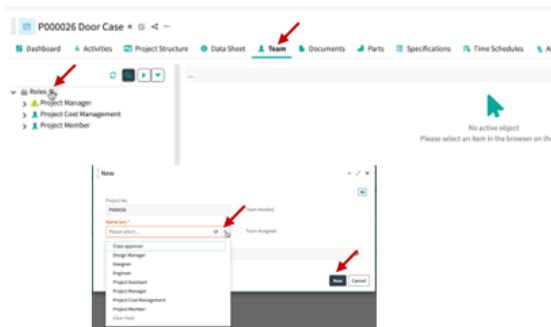 P000026 Door Case
Dashboard Activities Project Structure Data Sheet Team Documents Parts Specifications Time Schedules
Roles
Project Manager
Project Cost Management
Project Member
...
No active object
Please select an item in the browser on the
New
Project No.
P000026
Team Needed
Name (en)*
Please select ...
Team Assigned
Class approver
Design Manager
Designer
Engineer
Project Assistant
Project Manager
Project Cost Management
Project Member
Clear Field
New Cancel